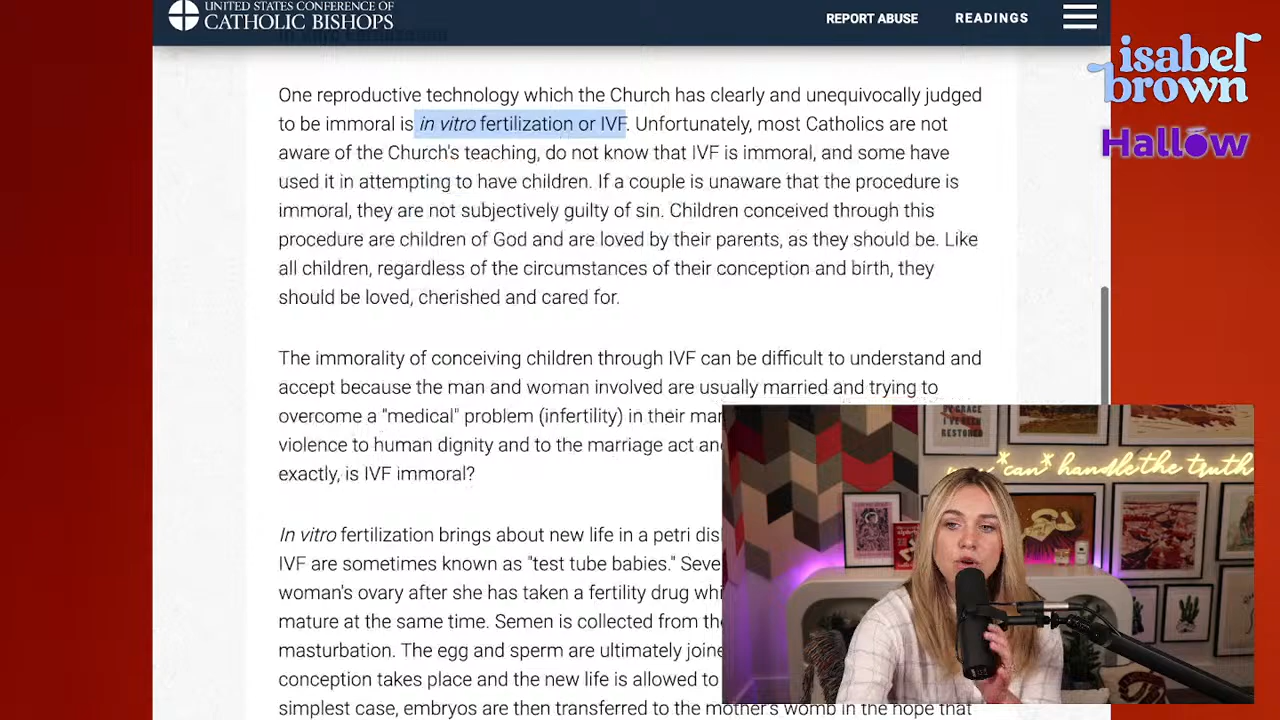 UNITED STATES CONFERENCE OF
CATHOLIC BISHOPS
REPORT ABUSE
READINGS
isabel
brown
Hallow
One reproductive technology which the Church has clearly and unequivocally judged
to be immoral is in vitro fertilization or IVF. Unfortunately, most Catholics are not
aware of the Church's teaching, do not know that IVF is immoral, and some have
used it in attempting to have children. If a couple is unaware that the procedure is
immoral, they are not subjectively guilty of sin. Children conceived through this
procedure are children of God and are loved by their parents, as they should be. Like
all children, regardless of the circumstances of their conception and birth, they
should be loved, cherished and cared for.
The immorality of conceiving children through IVF can be difficult to understand and
accept because the man and woman involved are usually married and trying to
overcome a "medical" problem (infertility) in their mar
violence to human dignity and to the marriage act an
exactly, is IVF immoral?
In vitro fertilization brings about new life in a petri dis
IVF are sometimes known as "test tube babies." Seve
woman's ovary after she has taken a fertility drug whi
mature at the same time. Semen is collected from the
masturbation. The egg and sperm are ultimately joine
conception takes place and the new life is allowed to
simplest case, embryos are then transferred to the mother's womb in the hope that
*can* handle the truth
RESTORED